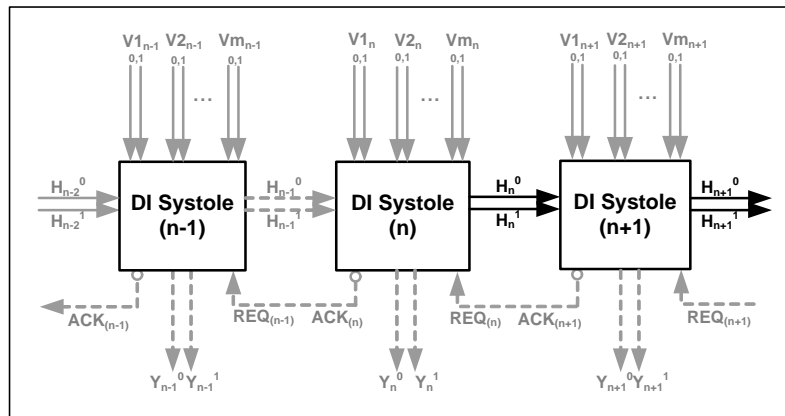 V1ₙ₋₁ V2ₙ₋₁ Vmₙ₋₁ V1ₙ V2ₙ Vmₙ V1ₙ₊₁ V2ₙ₊₁ Vmₙ₊₁
0,1 0,1 0,1 0,1 0,1 0,1 0,1 0,1 0,1
... ... ...
Hₙ₋₂⁰ Hₙ₋₁⁰ Hₙ⁰ Hₙ₊₁⁰
DI Systole DI Systole DI Systole
Hₙ₋₂¹ Hₙ₋₁¹ Hₙ¹ Hₙ₊₁¹
(n-1) (n) (n+1)
ACK₍ₙ₋₁₎ REQ₍ₙ₋₁₎ ACK₍ₙ₎ REQ₍ₙ₎ ACK₍ₙ₊₁₎ REQ₍ₙ₊₁₎
Yₙ₋₁⁰ Yₙ₋₁¹ Yₙ⁰ Yₙ¹ Yₙ₊₁⁰ Yₙ₊₁¹